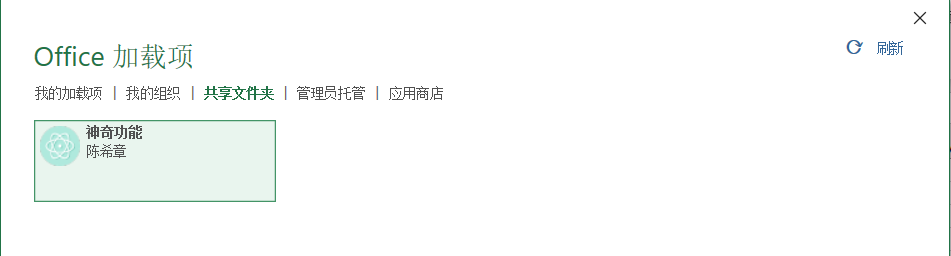 Office 加载项
刷新
我的加载项 | 我的组织 | 共享文件夹 | 管理员托管 | 应用商店
神奇功能
陈希章